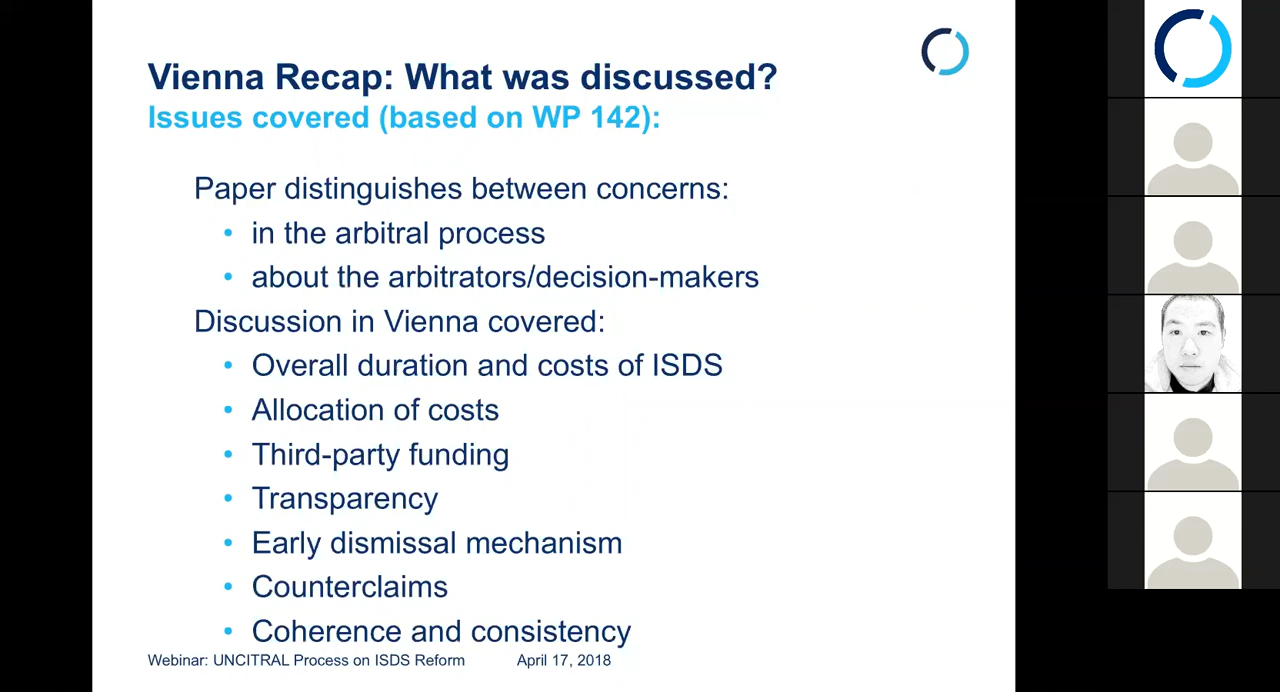 Vienna Recap: What was discussed?
Issues covered (based on WP 142):
Paper distinguishes between concerns:
• in the arbitral process
• about the arbitrators/decision-makers
Discussion in Vienna covered:
• Overall duration and costs of ISDS
• Allocation of costs
• Third-party funding
• Transparency
• Early dismissal mechanism
• Counterclaims
• Coherence and consistency
Webinar: UNCITRAL Process on ISDS Reform April 17, 2018